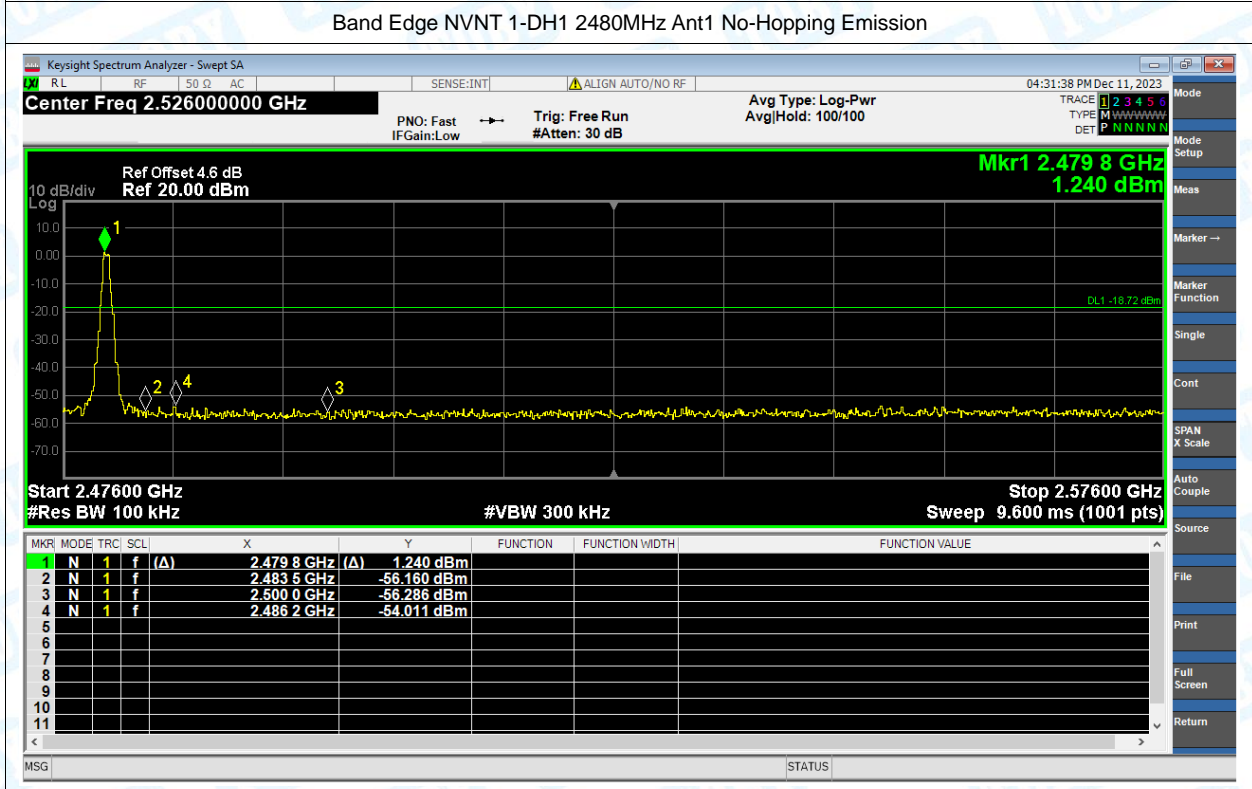 Band Edge NVNT 1-DH1 2480MHz Ant1 No-Hopping Emission
Keysight Spectrum Analyzer - Swept SA
LXI RL RF 50 Ω AC SENSE:INT ALIGN AUTO/NO RF 04:31:38 PM Dec 11, 2023
Center Freq 2.526000000 GHz
PNO: Fast
IFGain:Low
Trig: Free Run
#Atten: 30 dB
Avg Type: Log-Pwr
Avg|Hold: 100/100
TRACE 1 2 3 4 5 6
TYPE M WWWWW
DET P N N N N N
Ref Offset 4.6 dB
10 dB/div Ref 20.00 dBm
Log
Mkr1 2.479 8 GHz
1.240 dBm
10.0
0.00
-10.0
-20.0
-30.0
-40.0
-50.0
-60.0
-70.0
1
2
4
3
DL1 -18.72 dBm
Start 2.47600 GHz Stop 2.57600 GHz
#Res BW 100 kHz #VBW 300 kHz Sweep 9.600 ms (1001 pts)
MKR MODE TRC SCL X Y FUNCTION FUNCTION WIDTH FUNCTION VALUE
1 N 1 f (Δ) 2.479 8 GHz (Δ) 1.240 dBm
2 N 1 f 2.483 5 GHz -56.160 dBm
3 N 1 f 2.500 0 GHz -56.286 dBm
4 N 1 f 2.486 2 GHz -54.011 dBm
5
6
7
8
9
10
11
MSG STATUS
Mode
Mode
Setup
Meas
Marker →
Marker
Function
Single
Cont
SPAN
X Scale
Auto
Couple
Source
File
Print
Full
Screen
Return